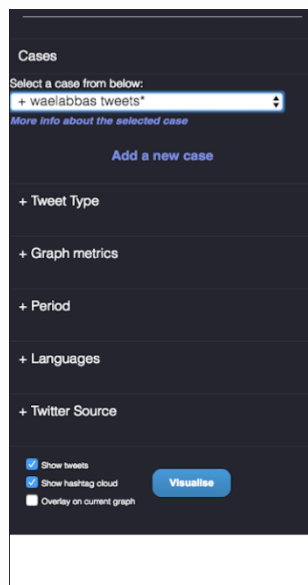 Cases
Select a case from below:
+ waelabbas tweets*
More info about the selected case
Add a new case
+ Tweet Type
+ Graph metrics
+ Period
+ Languages
+ Twitter Source
Show tweets
Show hashtag cloud
Visualise
Overlay on current graph